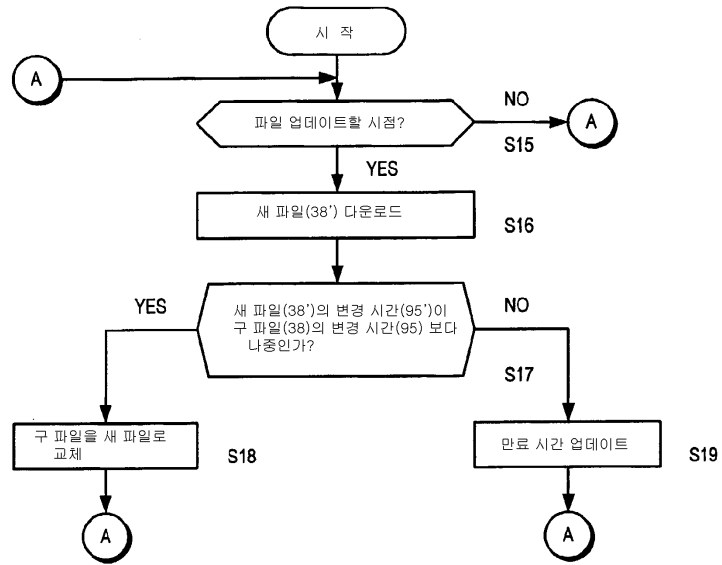 시 작
A
파일 업데이트할 시점?
NO
A
S15
YES
새 파일(38') 다운로드
S16
YES
새 파일(38')의 변경 시간(95')이
구 파일(38)의 변경 시간(95) 보다
나중인가?
NO
S17
구 파일을 새 파일로
교체
S18
만료 시간 업데이트
S19
A
A